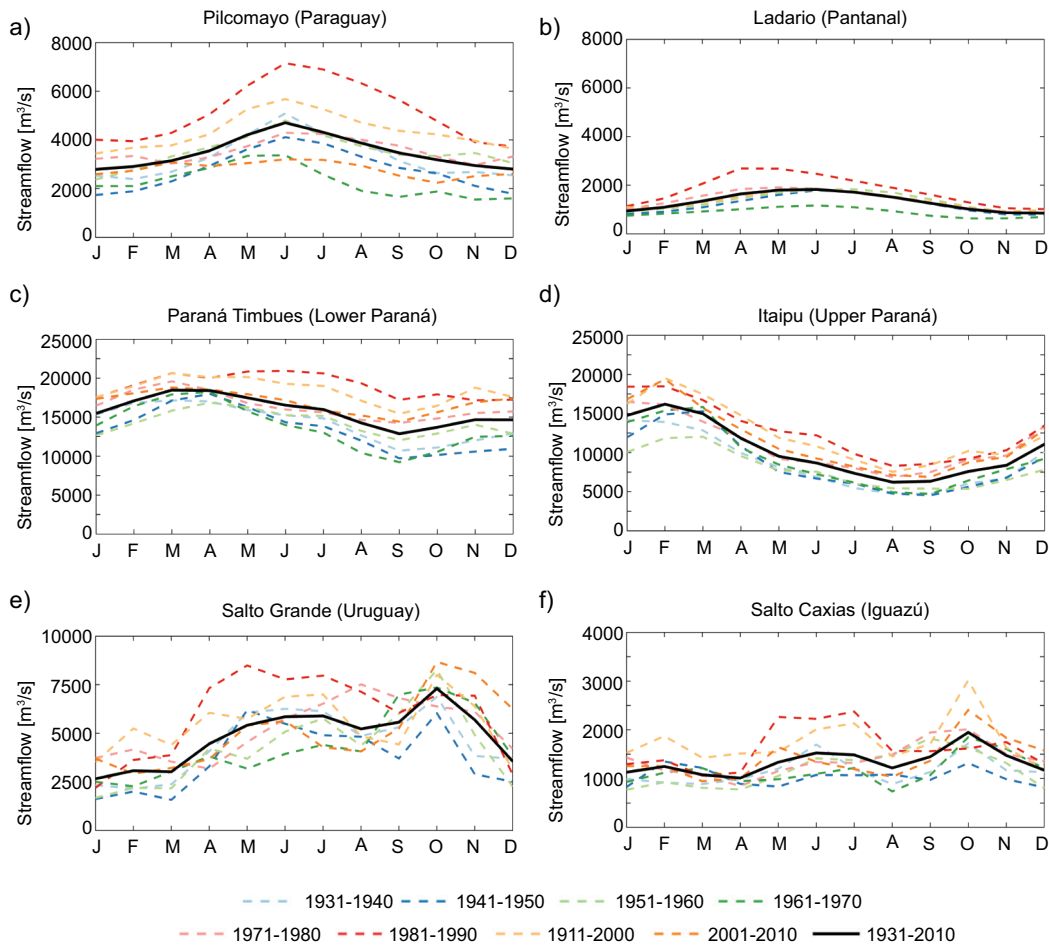 a)
Pilcomayo (Paraguay)
Streamflow [m³/s]
8000
6000
4000
2000
0
J F M A M J J A S O N D
b)
Ladario (Pantanal)
Streamflow [m³/s]
8000
6000
4000
2000
0
J F M A M J J A S O N D
c)
Paraná Timbues (Lower Paraná)
Streamflow [m³/s]
25000
20000
15000
10000
5000
0
J F M A M J J A S O N D
d)
Itaipu (Upper Paraná)
Streamflow [m³/s]
25000
20000
15000
10000
5000
0
J F M A M J J A S O N D
e)
Salto Grande (Uruguay)
Streamflow [m³/s]
10000
7500
5000
2500
0
J F M A M J J A S O N D
f)
Salto Caxias (Iguazú)
Streamflow [m³/s]
4000
3000
2000
1000
0
J F M A M J J A S O N D
1931-1940 1941-1950 1951-1960 1961-1970
1971-1980 1981-1990 1911-2000 2001-2010 1931-2010